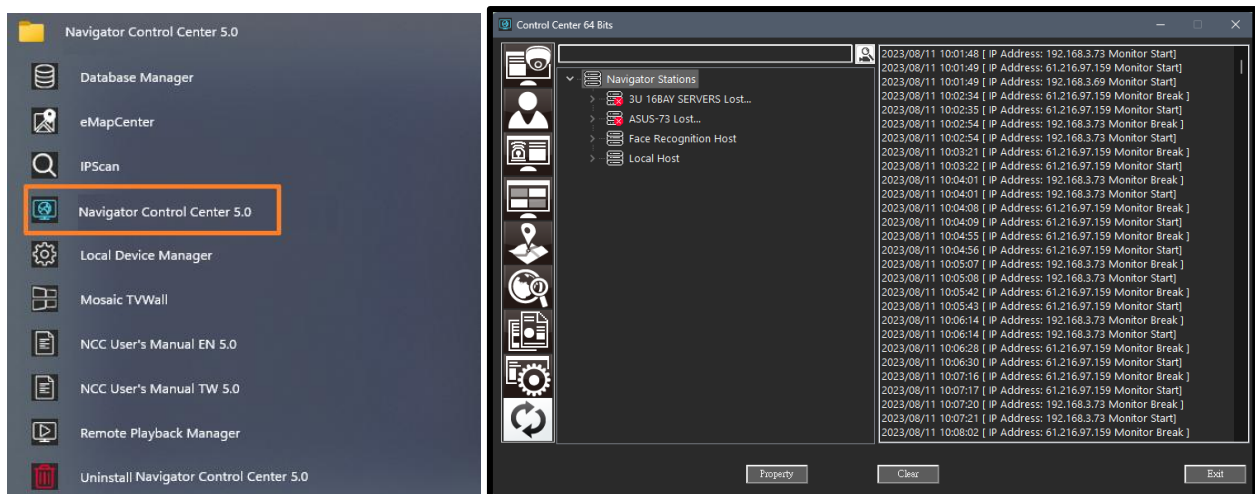 Navigator Control Center 5.0
Database Manager
eMapCenter
IPScan
Navigator Control Center 5.0
Local Device Manager
Mosaic TVWall
NCC User's Manual EN 5.0
NCC User's Manual TW 5.0
Remote Playback Manager
Uninstall Navigator Control Center 5.0
Control Center 64 Bits
Navigator Stations
3U 16BAY SERVERS Lost...
ASUS-73 Lost...
Face Recognition Host
Local Host
2023/08/11 10:01:48 [ IP Address: 192.168.3.73 Monitor Start]
2023/08/11 10:01:49 [ IP Address: 61.216.97.159 Monitor Start]
2023/08/11 10:01:49 [ IP Address: 192.168.3.69 Monitor Start]
2023/08/11 10:02:34 [ IP Address: 61.216.97.159 Monitor Break ]
2023/08/11 10:02:35 [ IP Address: 61.216.97.159 Monitor Start]
2023/08/11 10:02:54 [ IP Address: 192.168.3.73 Monitor Break ]
2023/08/11 10:02:54 [ IP Address: 192.168.3.73 Monitor Start]
2023/08/11 10:03:21 [ IP Address: 61.216.97.159 Monitor Break ]
2023/08/11 10:03:22 [ IP Address: 61.216.97.159 Monitor Start]
2023/08/11 10:04:01 [ IP Address: 192.168.3.73 Monitor Break ]
2023/08/11 10:04:01 [ IP Address: 192.168.3.73 Monitor Start]
2023/08/11 10:04:08 [ IP Address: 61.216.97.159 Monitor Break ]
2023/08/11 10:04:09 [ IP Address: 61.216.97.159 Monitor Start]
2023/08/11 10:04:55 [ IP Address: 61.216.97.159 Monitor Break ]
2023/08/11 10:04:56 [ IP Address: 61.216.97.159 Monitor Start]
2023/08/11 10:05:07 [ IP Address: 192.168.3.73 Monitor Break ]
2023/08/11 10:05:08 [ IP Address: 192.168.3.73 Monitor Start]
2023/08/11 10:05:42 [ IP Address: 61.216.97.159 Monitor Break ]
2023/08/11 10:05:43 [ IP Address: 61.216.97.159 Monitor Start]
2023/08/11 10:06:14 [ IP Address: 192.168.3.73 Monitor Break ]
2023/08/11 10:06:14 [ IP Address: 192.168.3.73 Monitor Start]
2023/08/11 10:06:28 [ IP Address: 61.216.97.159 Monitor Break ]
2023/08/11 10:06:30 [ IP Address: 61.216.97.159 Monitor Start]
2023/08/11 10:07:16 [ IP Address: 61.216.97.159 Monitor Break ]
2023/08/11 10:07:17 [ IP Address: 61.216.97.159 Monitor Start]
2023/08/11 10:07:20 [ IP Address: 192.168.3.73 Monitor Break ]
2023/08/11 10:07:21 [ IP Address: 192.168.3.73 Monitor Start]
2023/08/11 10:08:02 [ IP Address: 61.216.97.159 Monitor Break ]
Property
Clear
Exit